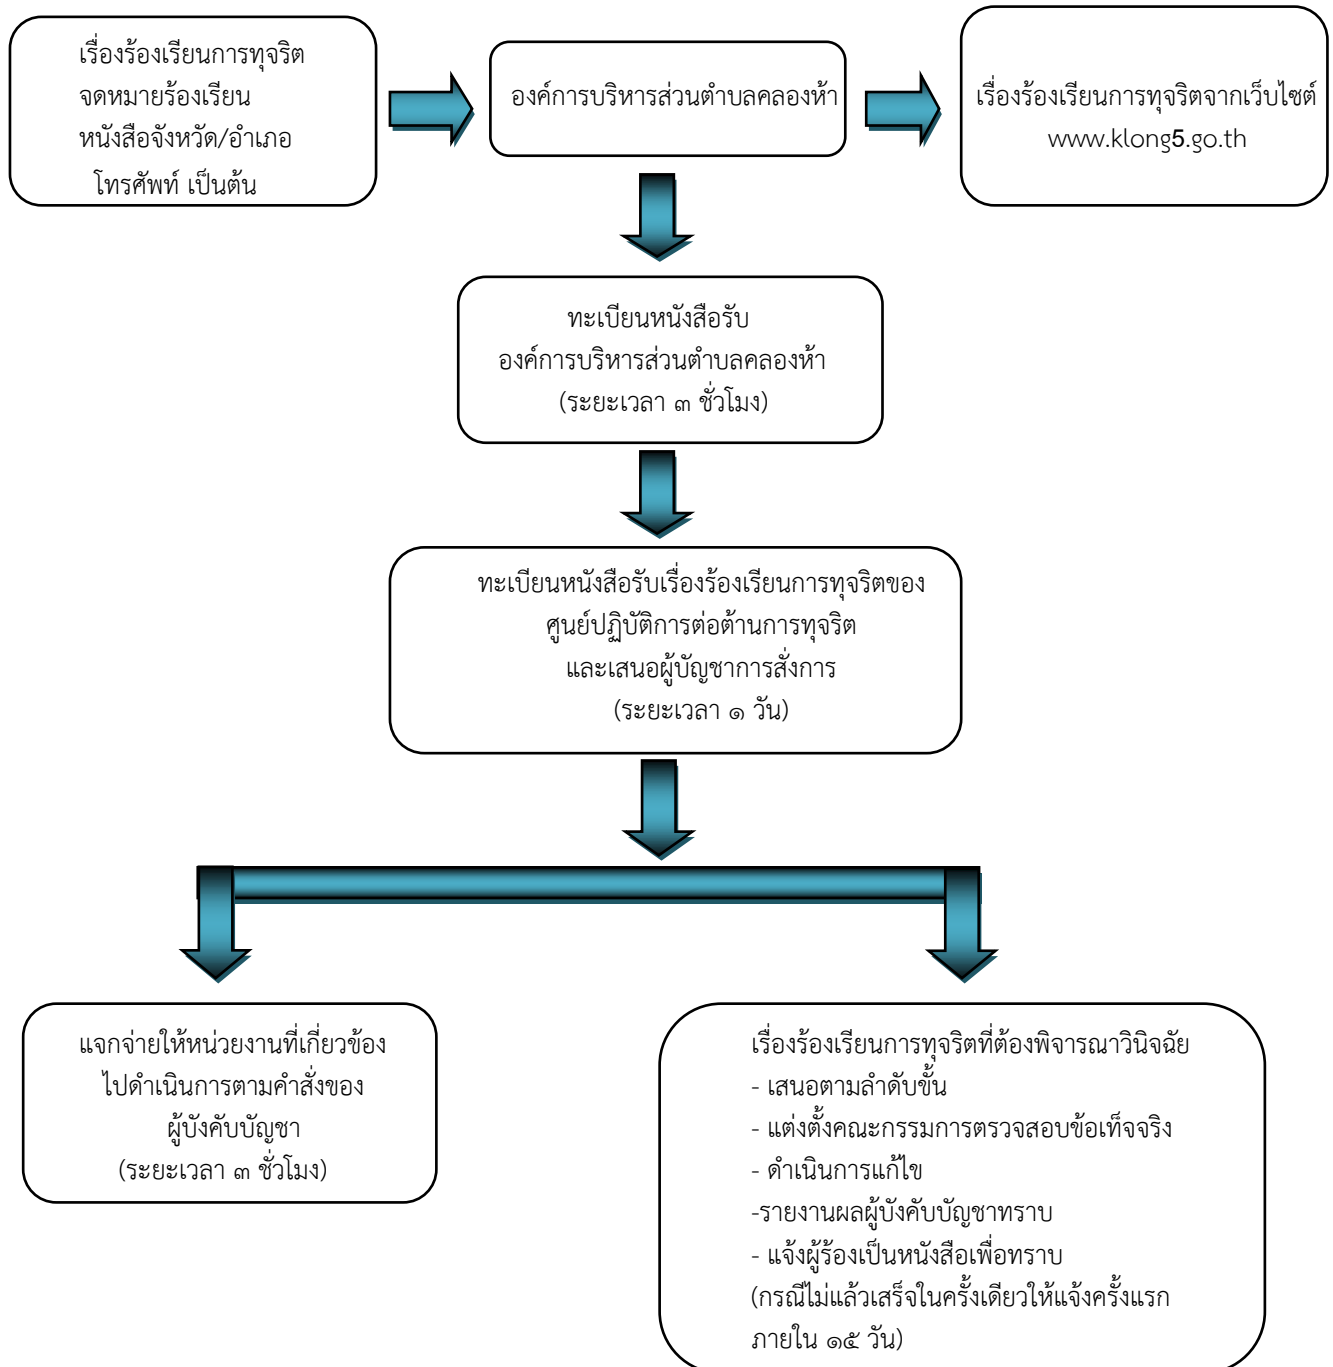 เรื่องร้องเรียนการทุจริต
จดหมายร้องเรียน
หนังสือจังหวัด/อำเภอ
โทรศัพท์ เป็นต้น
องค์การบริหารส่วนตำบลคลองห้า
เรื่องร้องเรียนการทุจริตจากเว็บไซต์
www.klong5.go.th
ทะเบียนหนังสือรับ
องค์การบริหารส่วนตำบลคลองห้า
(ระยะเวลา ๓ ชั่วโมง)
ทะเบียนหนังสือรับเรื่องร้องเรียนการทุจริตของ
ศูนย์ปฏิบัติการต่อต้านการทุจริต
และเสนอผู้บัญชาการสั่งการ
(ระยะเวลา ๑ วัน)
แจกจ่ายให้หน่วยงานที่เกี่ยวข้อง
ไปดำเนินการตามคำสั่งของ
ผู้บังคับบัญชา
(ระยะเวลา ๓ ชั่วโมง)
เรื่องร้องเรียนการทุจริตที่ต้องพิจารณาวินิจฉัย
- เสนอตามลำดับขั้น
- แต่งตั้งคณะกรรมการตรวจสอบข้อเท็จจริง
- ดำเนินการแก้ไข
-รายงานผลผู้บังคับบัญชาทราบ
- แจ้งผู้ร้องเป็นหนังสือเพื่อทราบ
(กรณีไม่แล้วเสร็จในครั้งเดียวให้แจ้งครั้งแรก
ภายใน ๑๕ วัน)